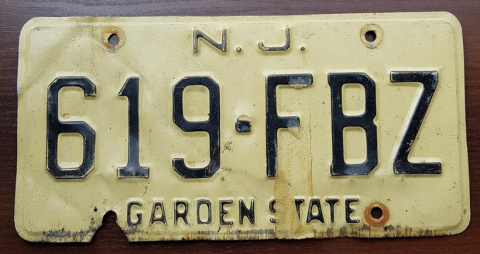 N.J.
619-FBZ
GARDEN STATE